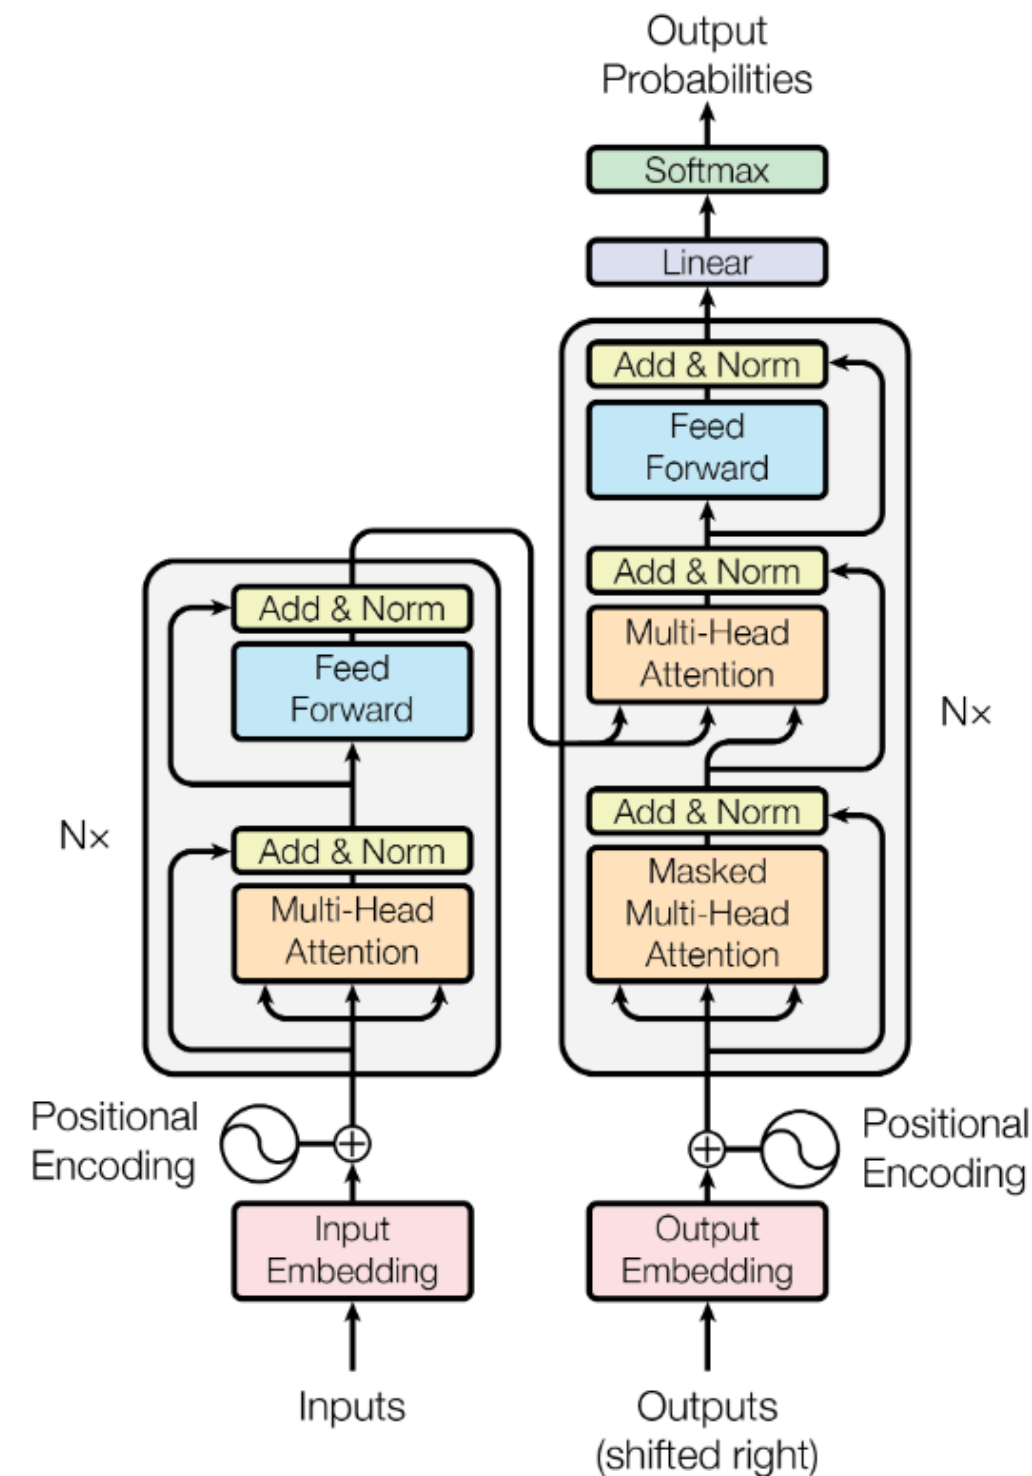 Output
Probabilities
Softmax
Linear
Add & Norm
Feed
Forward
Add & Norm
Multi-Head
Attention
Add & Norm
Masked
Multi-Head
Attention
N×
Add & Norm
Feed
Forward
Add & Norm
Multi-Head
Attention
N×
Positional
Encoding
Positional
Encoding
Input
Embedding
Output
Embedding
Inputs
Outputs
(shifted right)